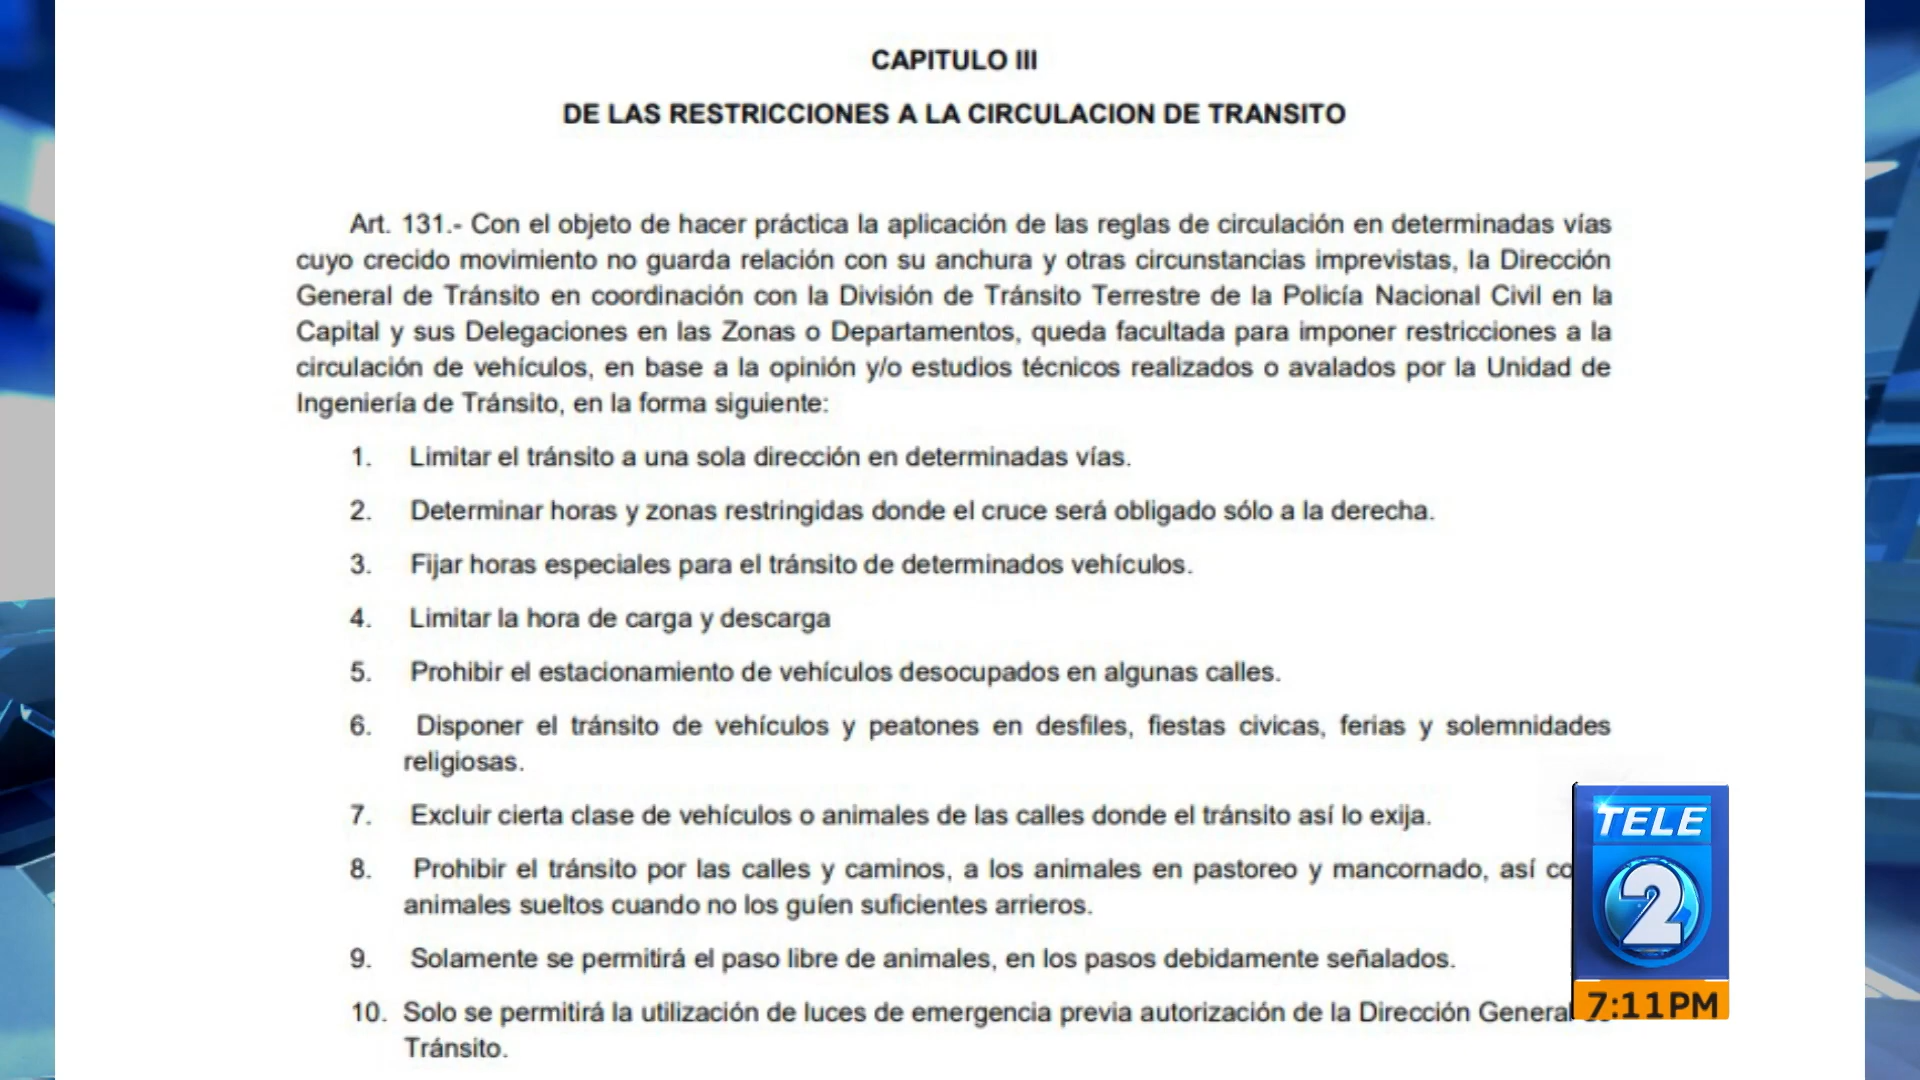 CAPITULO III
DE LAS RESTRICCIONES A LA CIRCULACION DE TRANSITO
Art. 131.- Con el objeto de hacer práctica la aplicación de las reglas de circulación en determinadas vías
cuyo crecido movimiento no guarda relación con su anchura y otras circunstancias imprevistas, la Dirección
General de Tránsito en coordinación con la División de Tránsito Terrestre de la Policía Nacional Civil en la
Capital y sus Delegaciones en las Zonas o Departamentos, queda facultada para imponer restricciones a la
circulación de vehículos, en base a la opinión y/o estudios técnicos realizados o avalados por la Unidad de
Ingeniería de Tránsito, en la forma siguiente:
1. Limitar el tránsito a una sola dirección en determinadas vías.
2. Determinar horas y zonas restringidas donde el cruce será obligado sólo a la derecha.
3. Fijar horas especiales para el tránsito de determinados vehículos.
4. Limitar la hora de carga y descarga
5. Prohibir el estacionamiento de vehículos desocupados en algunas calles.
6. Disponer el tránsito de vehículos y peatones en desfiles, fiestas civicas, ferias y solemnidades
religiosas.
7. Excluir cierta clase de vehículos o animales de las calles donde el tránsito así lo exija.
8. Prohibir el tránsito por las calles y caminos, a los animales en pastoreo y mancornado, así co
animales sueltos cuando no los guíen suficientes arrieros.
9. Solamente se permitirá el paso libre de animales, en los pasos debidamente señalados.
10. Solo se permitirá la utilización de luces de emergencia previa autorización de la Dirección General
Tránsito.
TELE
2
7:11PM